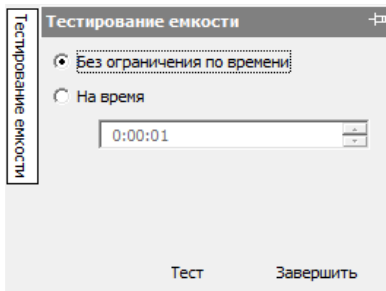 Тестирование емкости
Тестирование емкости
Без ограничения по времени
На время
0:00:01
Тест Завершить